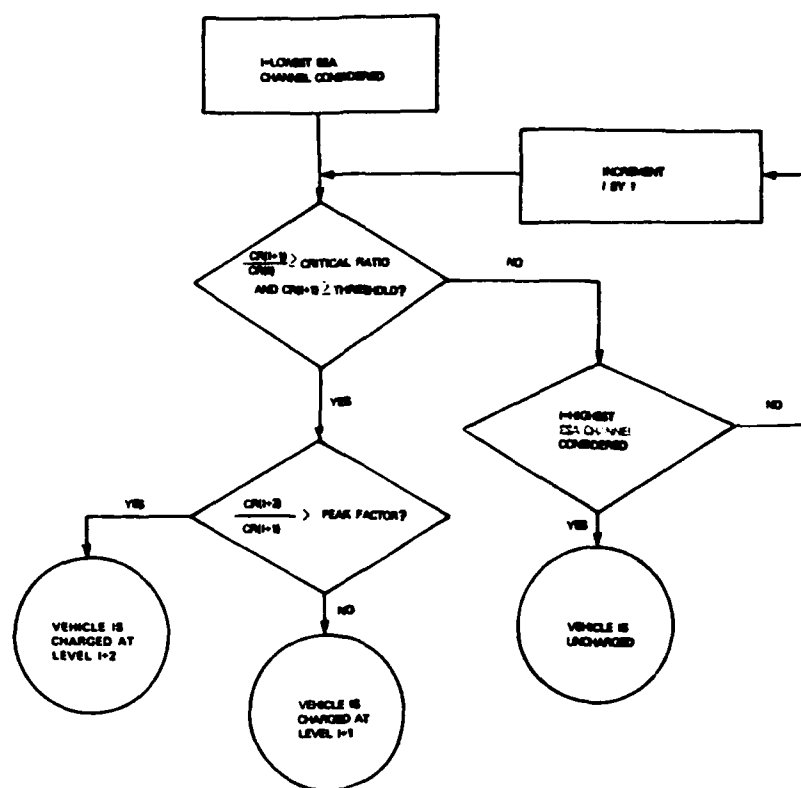 I=LOWEST ESA
CHANNEL CONSIDERED
INCREMENT
I BY 1
CR(I+1)
CR(I)
≥ CRITICAL RATIO
AND CR(I+1) ≥ THRESHOLD?
NO
YES
I=HIGHEST
ESA CHANNEL
CONSIDERED
NO
YES
CR(I+2)
CR(I+1)
> PEAK FACTOR?
YES
NO
VEHICLE IS
CHARGED AT
LEVEL I+2
VEHICLE IS
CHARGED AT
LEVEL I+1
VEHICLE IS
UNCHARGED